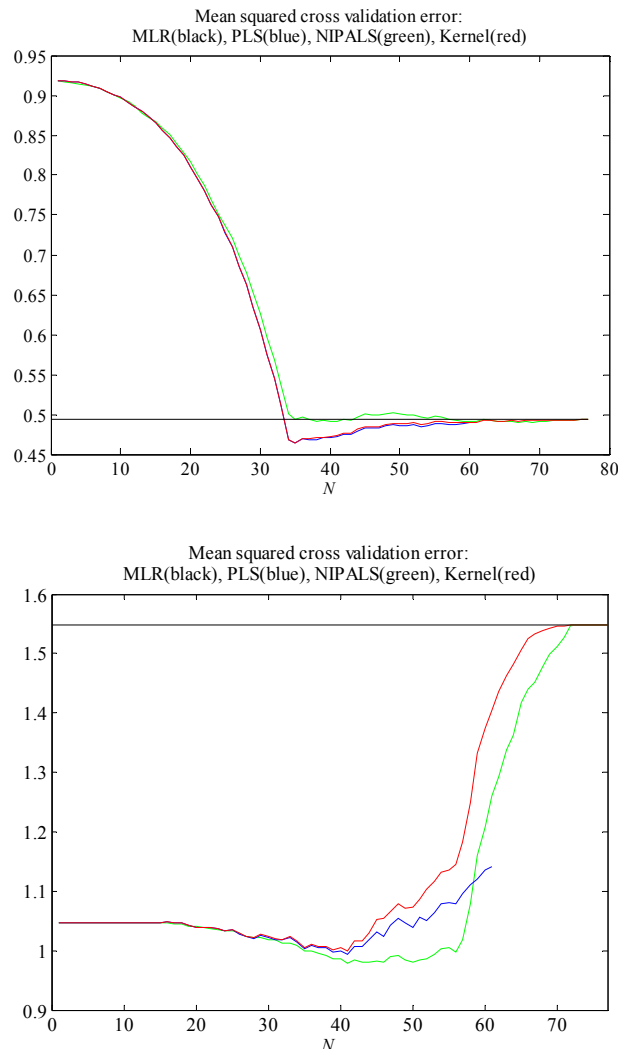 Mean squared cross validation error:
MLR(black), PLS(blue), NIPALS(green), Kernel(red)
0.95
0.9
0.85
0.8
0.75
0.7
0.65
0.6
0.55
0.5
0.45
0 10 20 30 40 50 60 70 80
N
Mean squared cross validation error:
MLR(black), PLS(blue), NIPALS(green), Kernel(red)
1.6
1.5
1.4
1.3
1.2
1.1
1
0.9
0 10 20 30 40 50 60 70
N